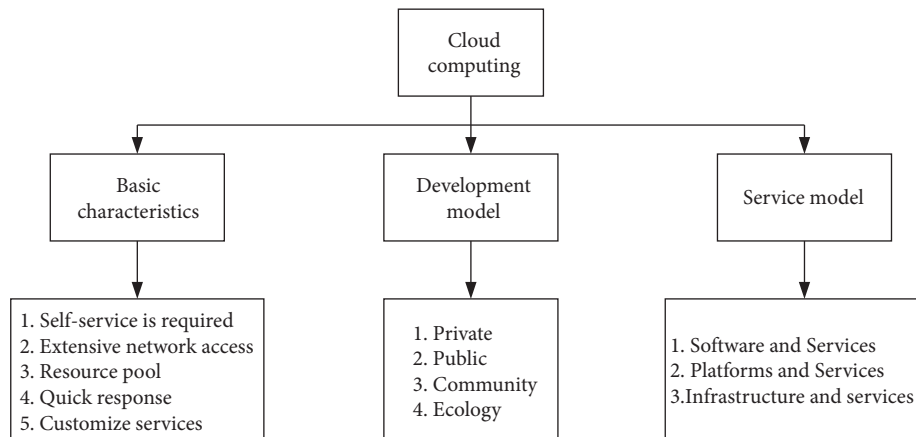 Cloud
computing
Basic
characteristics
Development
model
Service model
1. Self-service is required
2. Extensive network access
3. Resource pool
4. Quick response
5. Customize services
1. Private
2. Public
3. Community
4. Ecology
1. Software and Services
2. Platforms and Services
3.Infrastructure and services